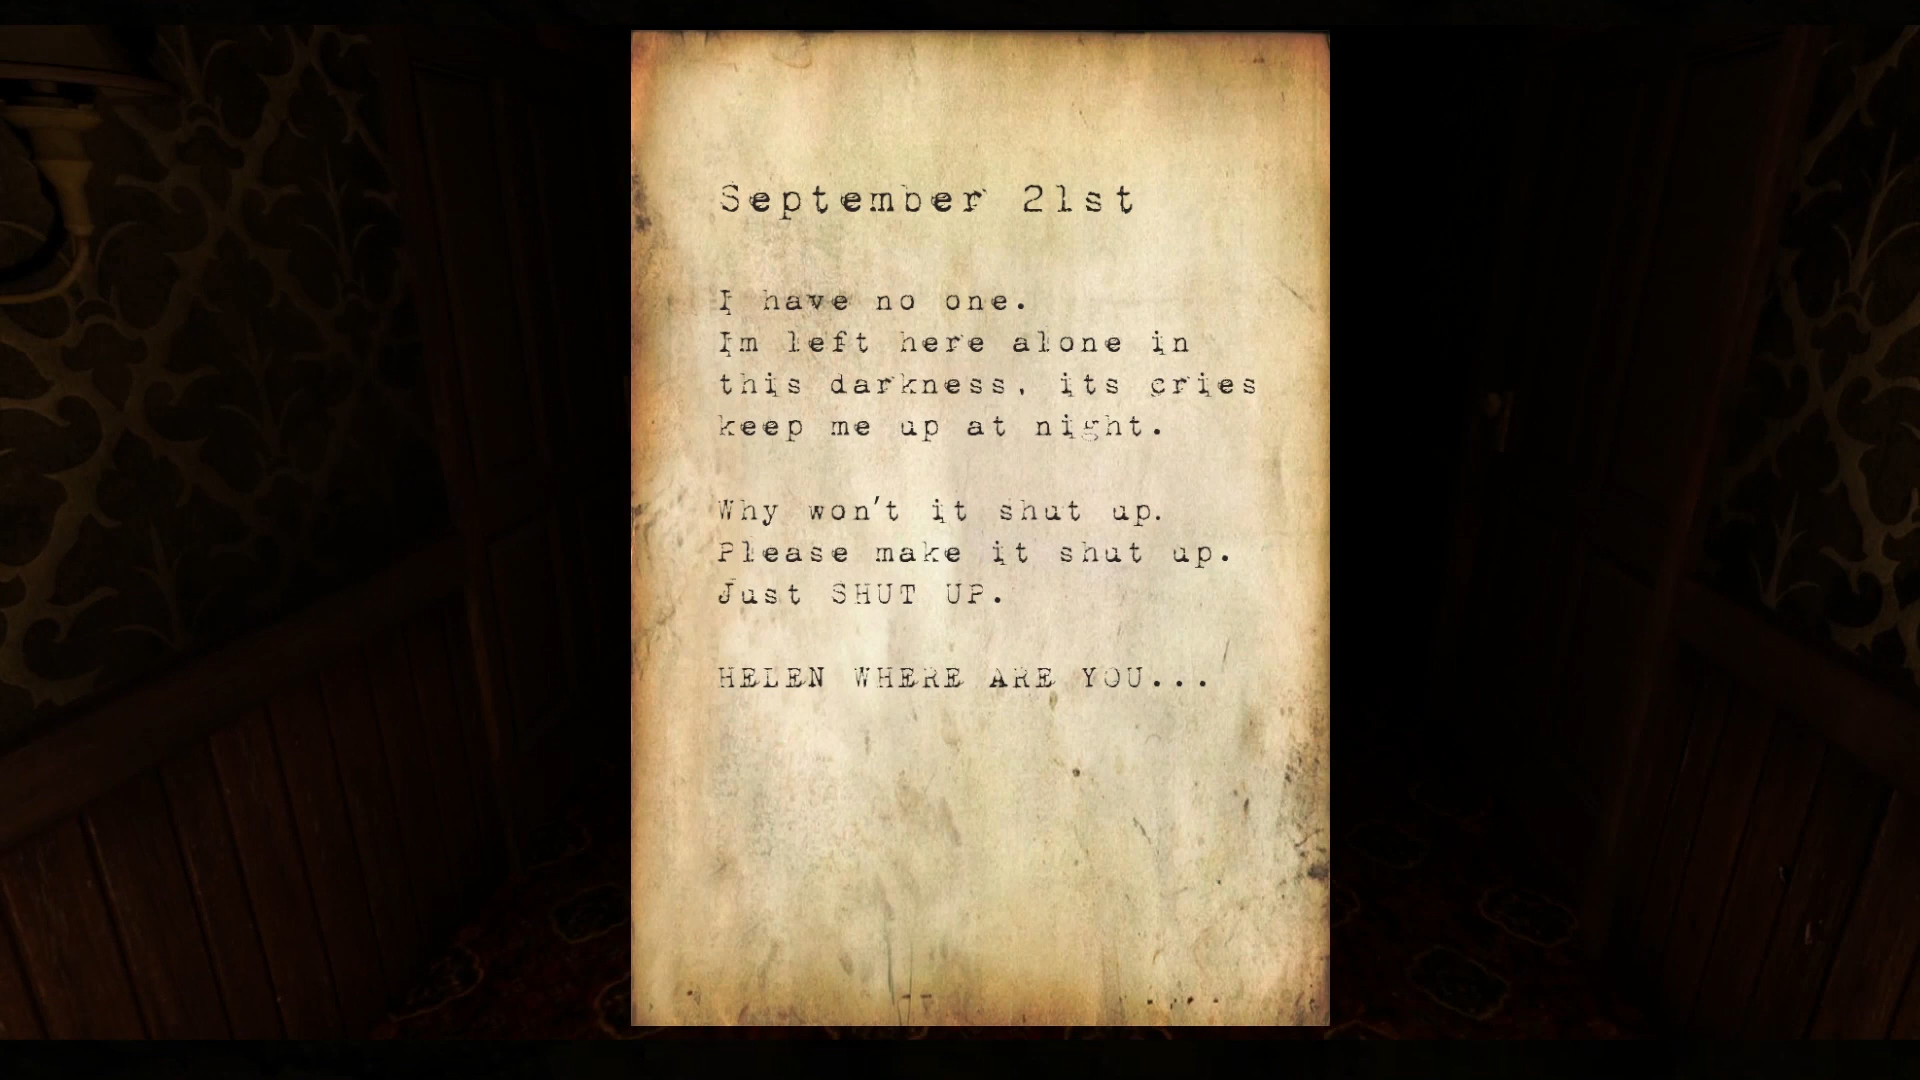 September 21st
I have no one.
Im left here alone in
this darkness, its cries
keep me up at night.
Why won't it shut up.
Please make it shut up.
Just SHUT UP.
HELEN WHERE ARE YOU...